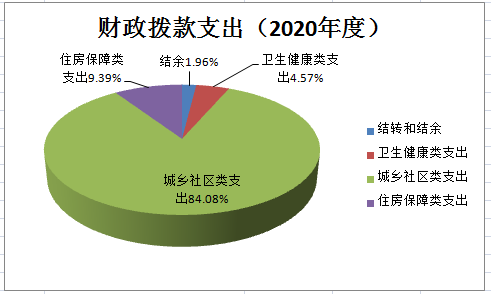 财政拨款支出（2020年度）
住房保障类
支出9.39%
结余1.96%
卫生健康类支
出4.57%
城乡社区类支
出84.08%
结转和结余
卫生健康类支出
城乡社区类支出
住房保障类支出